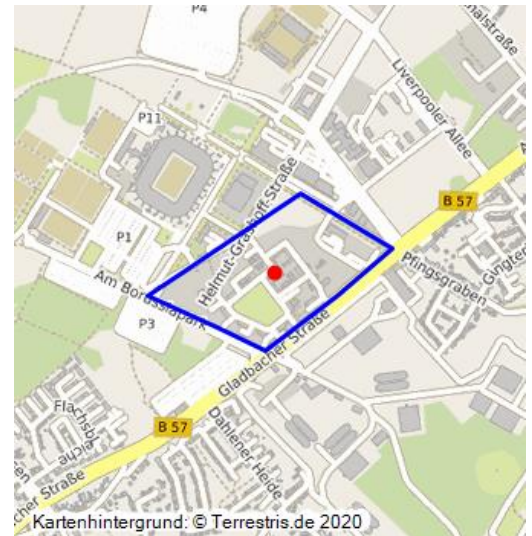 P4
Liverpooler Allee
P11
B 57
Helmut-Grashoff-Straße
Pfingsgraben
P1
Am Borussiapark
P3
Gladbacher Straße
B 57
Dahlener Heide
Kartenhintergrund: © Terrestris.de 2020